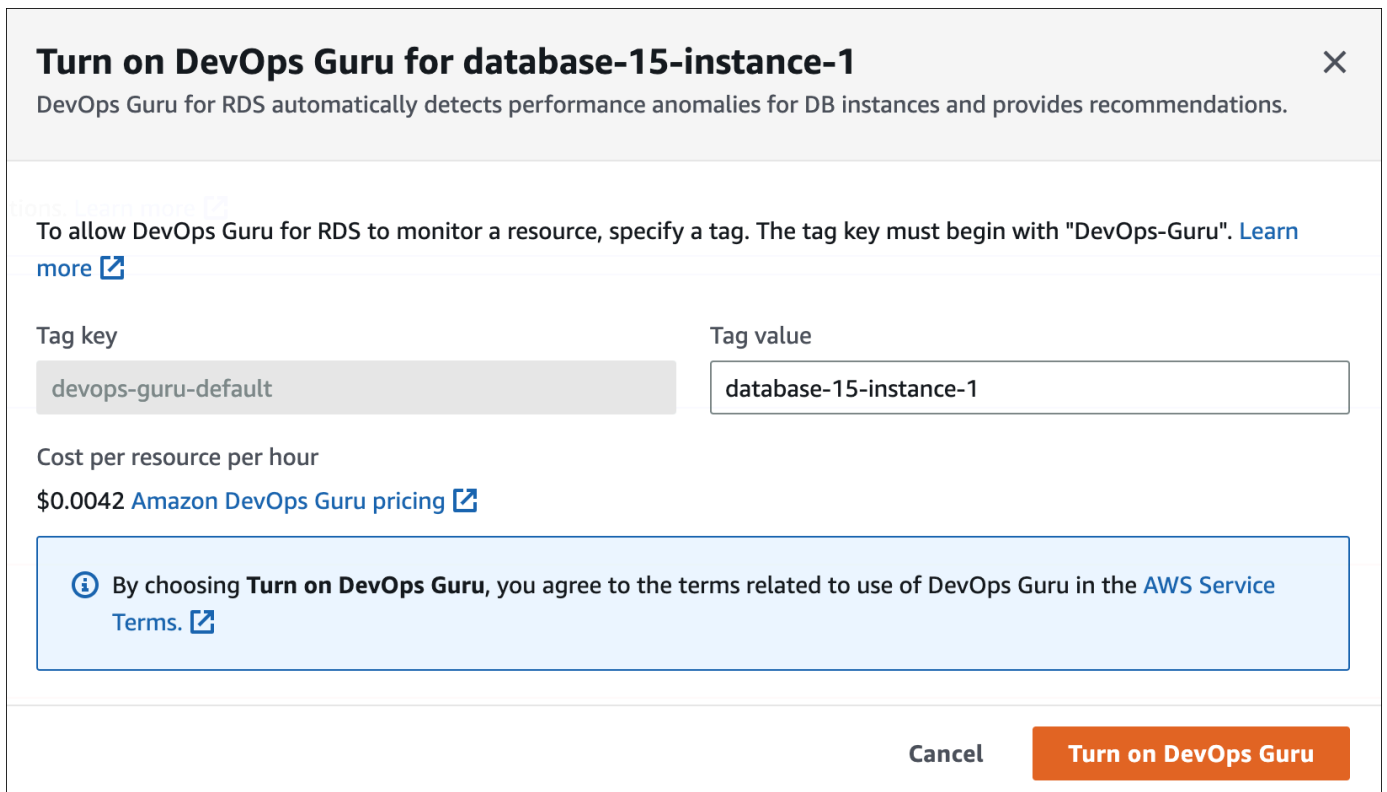 Turn on DevOps Guru for database-15-instance-1
DevOps Guru for RDS automatically detects performance anomalies for DB instances and provides recommendations.
tions. Learn more
To allow DevOps Guru for RDS to monitor a resource, specify a tag. The tag key must begin with "DevOps-Guru". Learn
more
Tag key
Tag value
devops-guru-default
database-15-instance-1
Cost per resource per hour
$0.0042 Amazon DevOps Guru pricing
By choosing Turn on DevOps Guru, you agree to the terms related to use of DevOps Guru in the AWS Service
Terms.
Cancel
Turn on DevOps Guru